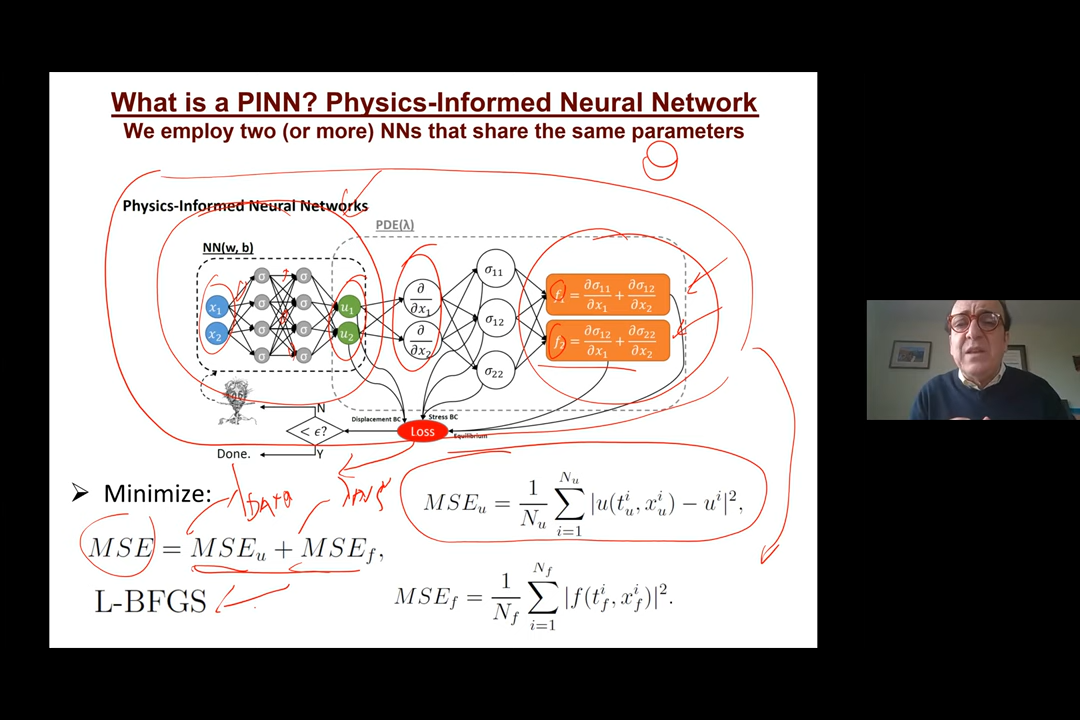 What is a PINN? Physics-Informed Neural Network
We employ two (or more) NNs that share the same parameters
Physics-Informed Neural Networks
PDE(λ)
NN(w, b)
x₁ σ σ u₁ ∂/∂x₁ σ₁₁ f₁ = ∂σ₁₁/∂x₁ + ∂σ₁₂/∂x₂
σ σ σ₁₂
x₂ σ σ u₂ ∂/∂x₂ σ₂₂ f₂ = ∂σ₁₂/∂x₁ + ∂σ₂₂/∂x₂
σ σ
N
Displacement BC
Stress BC
< ϵ?
Loss
Equilibrium
Done.
Y
➢ Minimize:
DATA
MSE_u = 1/N_u ∑_{i=1}^{N_u} |u(t_u^i, x_u^i) − u^i|²,
MSE = MSE_u + MSE_f,
L-BFGS
MSE_f = 1/N_f ∑_{i=1}^{N_f} |f(t_f^i, x_f^i)|².